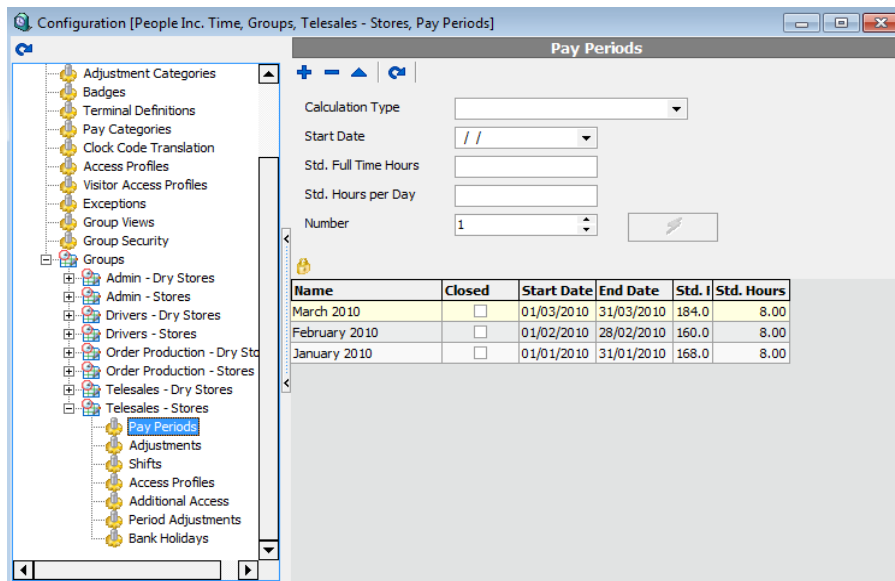 Configuration [People Inc. Time, Groups, Telesales - Stores, Pay Periods]
Pay Periods
Adjustment Categories
Badges
Terminal Definitions
Pay Categories
Clock Code Translation
Access Profiles
Visitor Access Profiles
Exceptions
Group Views
Group Security
Groups
Admin - Dry Stores
Admin - Stores
Drivers - Dry Stores
Drivers - Stores
Order Production - Dry Sto
Order Production - Stores
Telesales - Dry Stores
Telesales - Stores
Pay Periods
Adjustments
Shifts
Access Profiles
Additional Access
Period Adjustments
Bank Holidays
Calculation Type
Start Date / /
Std. Full Time Hours
Std. Hours per Day
Number 1
Name Closed Start Date End Date Std. Std. Hours
March 2010 01/03/2010 31/03/2010 184.0 8.00
February 2010 01/02/2010 28/02/2010 160.0 8.00
January 2010 01/01/2010 31/01/2010 168.0 8.00